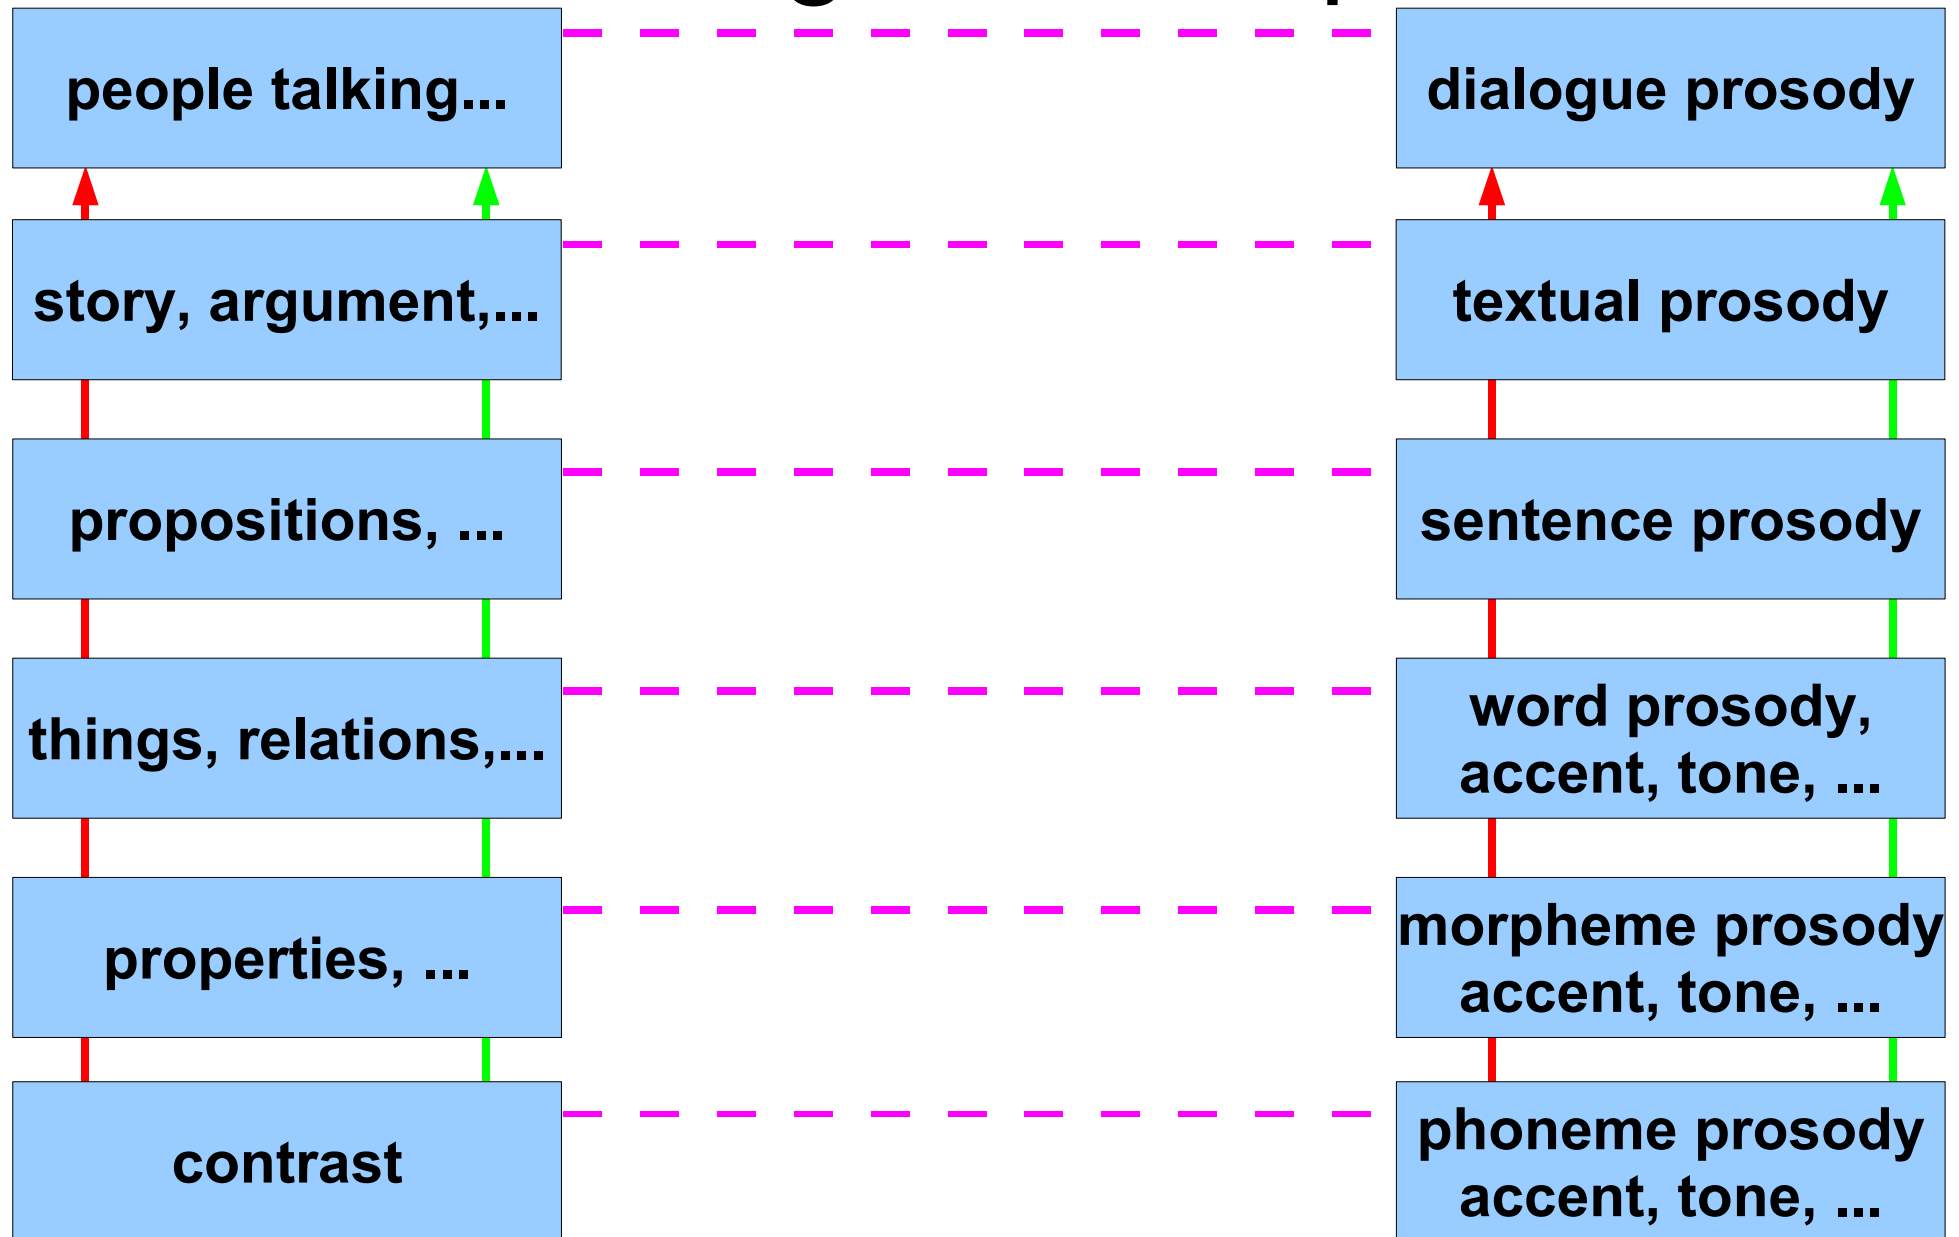 people talking...
dialogue prosody
story, argument,...
textual prosody
propositions, ...
sentence prosody
things, relations,...
word prosody,
accent, tone, ...
properties, ...
morpheme prosody
accent, tone, ...
contrast
phoneme prosody
accent, tone, ...